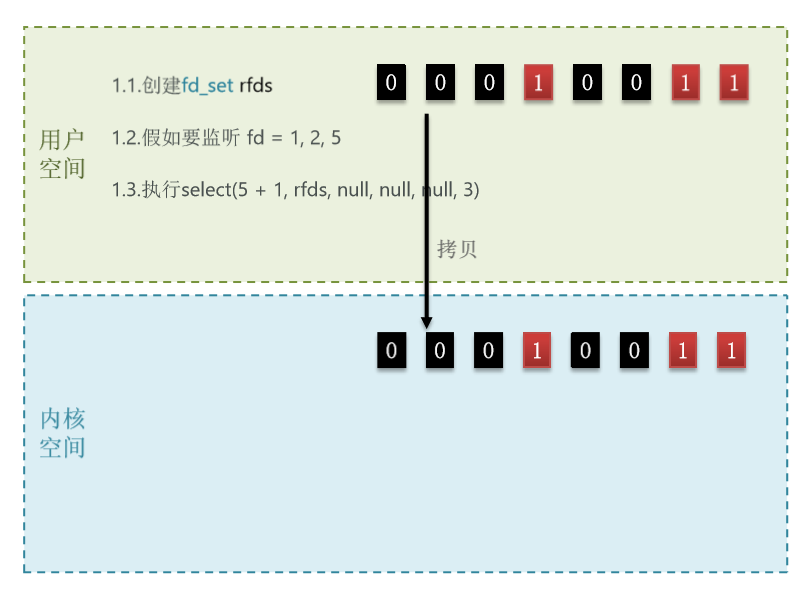 1.1.创建fd_set rfds
0 0 0 1 0 0 1 1
用户
空间
1.2.假如要监听 fd = 1, 2, 5
1.3.执行select(5 + 1, rfds, null, null, null, 3)
拷贝
0 0 0 1 0 0 1 1
内核
空间